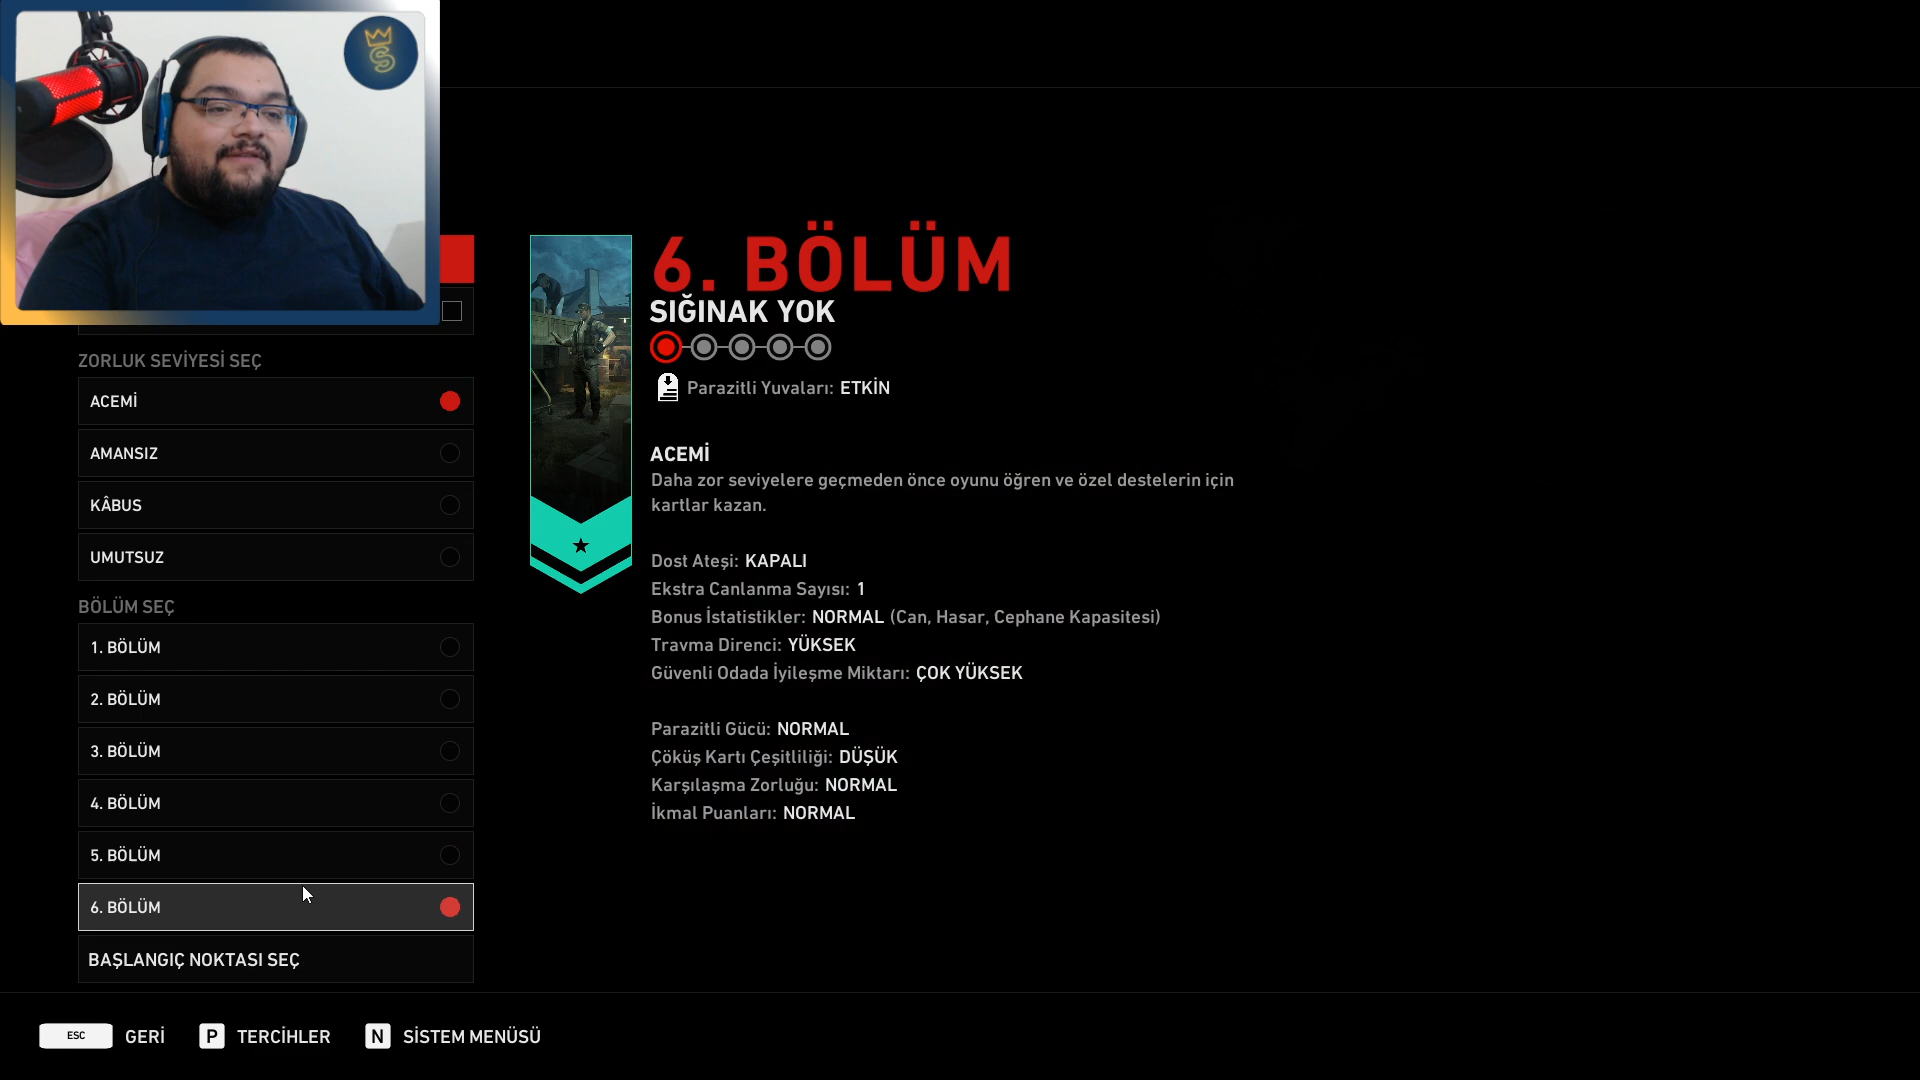 S
6. BÖLÜM
SIĞINAK YOK
Parazitli Yuvaları: ETKİN
ACEMİ
Daha zor seviyelere geçmeden önce oyunu öğren ve özel destelerin için
kartlar kazan.
Dost Ateşi: KAPALI
Ekstra Canlanma Sayısı: 1
Bonus İstatistikler: NORMAL (Can, Hasar, Cephane Kapasitesi)
Travma Direnci: YÜKSEK
Güvenli Odada İyileşme Miktarı: ÇOK YÜKSEK
Parazitli Gücü: NORMAL
Çöküş Kartı Çeşitliliği: DÜŞÜK
Karşılaşma Zorluğu: NORMAL
İkmal Puanları: NORMAL
ZORLUK SEVİYESİ SEÇ
ACEMİ
AMANSIZ
KÂBUS
UMUTSUZ
BÖLÜM SEÇ
1. BÖLÜM
2. BÖLÜM
3. BÖLÜM
4. BÖLÜM
5. BÖLÜM
6. BÖLÜM
BAŞLANGIÇ NOKTASI SEÇ
ESC GERİ P TERCİHLER N SİSTEM MENÜSÜ